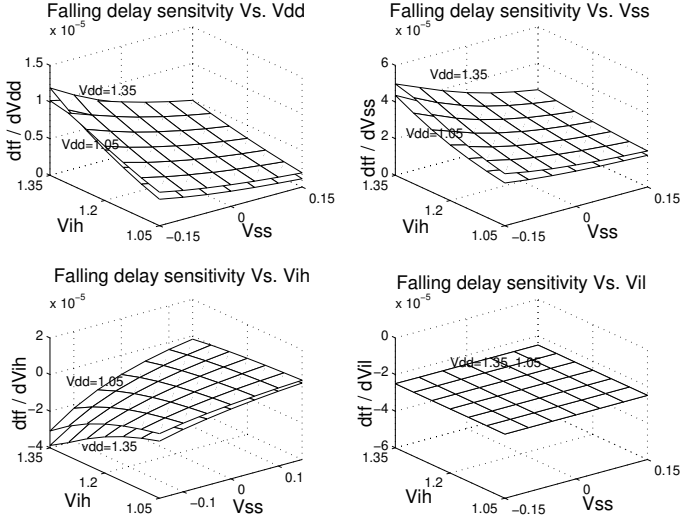 Falling delay sensitivity Vs. Vdd
x 10^-5
1.5
1
0.5
0
dtf / dVdd
Vdd=1.35
Vdd=1.05
1.35
1.2
1.05
Vih
−0.15
0
0.15
Vss
Falling delay sensitivity Vs. Vss
x 10^-5
6
4
2
0
dtf / dVss
Vdd=1.35
Vdd=1.05
1.35
1.2
1.05
Vih
−0.15
0
0.15
Vss
Falling delay sensitivity Vs. Vih
x 10^-5
2
0
−2
−4
dtf / dVih
Vdd=1.05
vdd=1.35
1.35
1.2
1.05
Vih
−0.1
0
0.1
Vss
Falling delay sensitivity Vs. Vil
x 10^-5
0
−2
−4
−6
dtf / dVil
Vdd=1.35, 1.05
1.35
1.2
1.05
Vih
−0.15
0
0.15
Vss